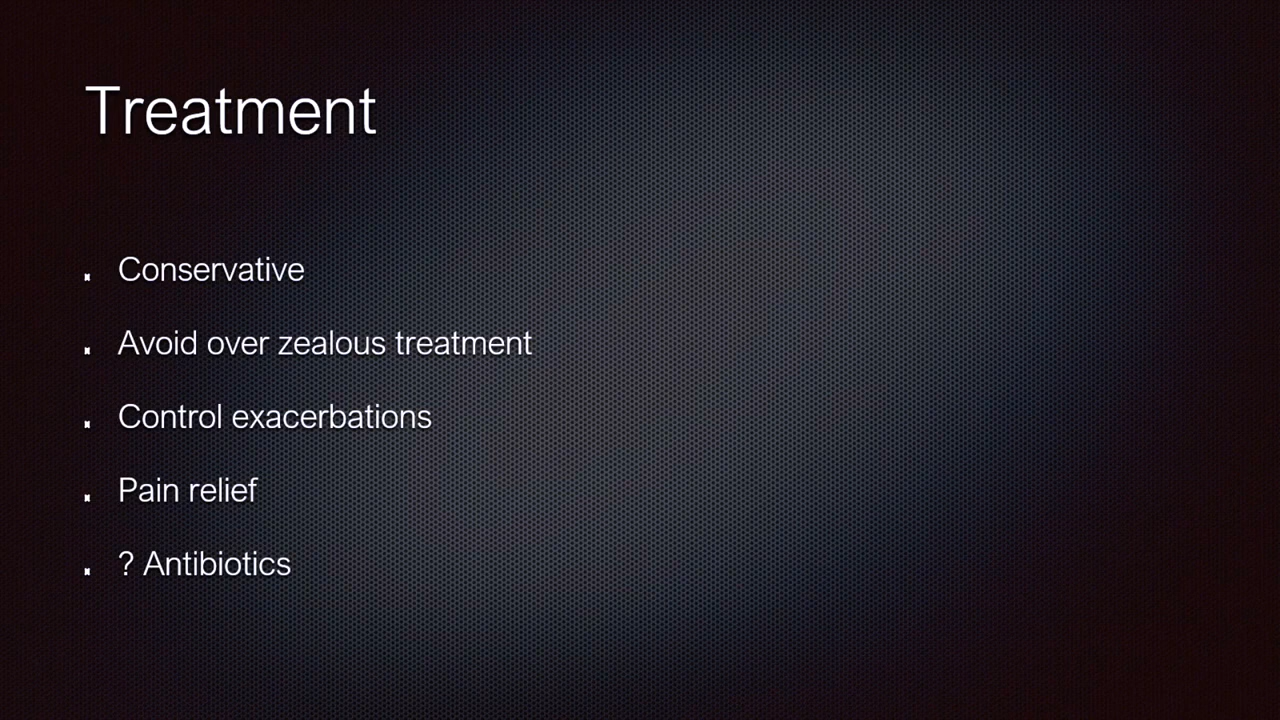 Treatment
Conservative
Avoid over zealous treatment
Control exacerbations
Pain relief
? Antibiotics